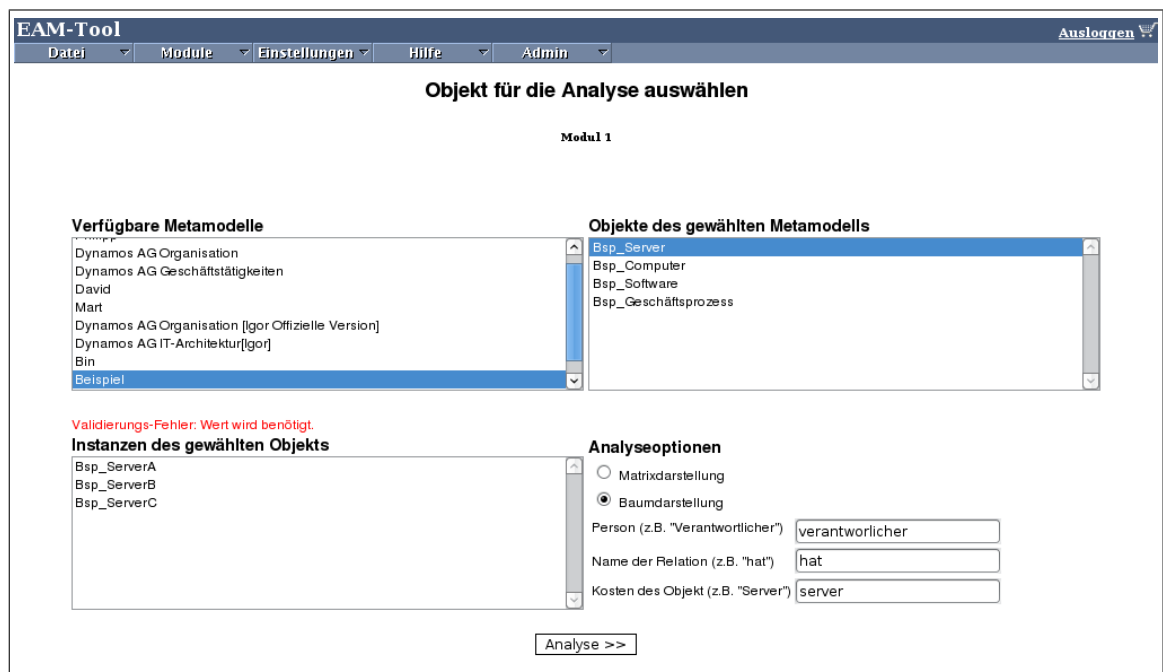 EAM-Tool
Ausloggen
Datei Module Einstellungen Hilfe Admin
Objekt für die Analyse auswählen
Modul 1
Verfügbare Metamodelle
Dynamos AG Organisation
Dynamos AG Geschäftstätigkeiten
David
Mart
Dynamos AG Organisation [Igor Offizielle Version]
Dynamos AG IT-Architektur[Igor]
Bin
Beispiel
Objekte des gewählten Metamodells
Bsp_Server
Bsp_Computer
Bsp_Software
Bsp_Geschäftsprozess
Validierungs-Fehler: Wert wird benötigt.
Instanzen des gewählten Objekts
Bsp_ServerA
Bsp_ServerB
Bsp_ServerC
Analyseoptionen
Matrixdarstellung
Baumdarstellung
Person (z.B. "Verantwortlicher") verantworlicher
Name der Relation (z.B. "hat") hat
Kosten des Objekt (z.B. "Server") server
Analyse >>